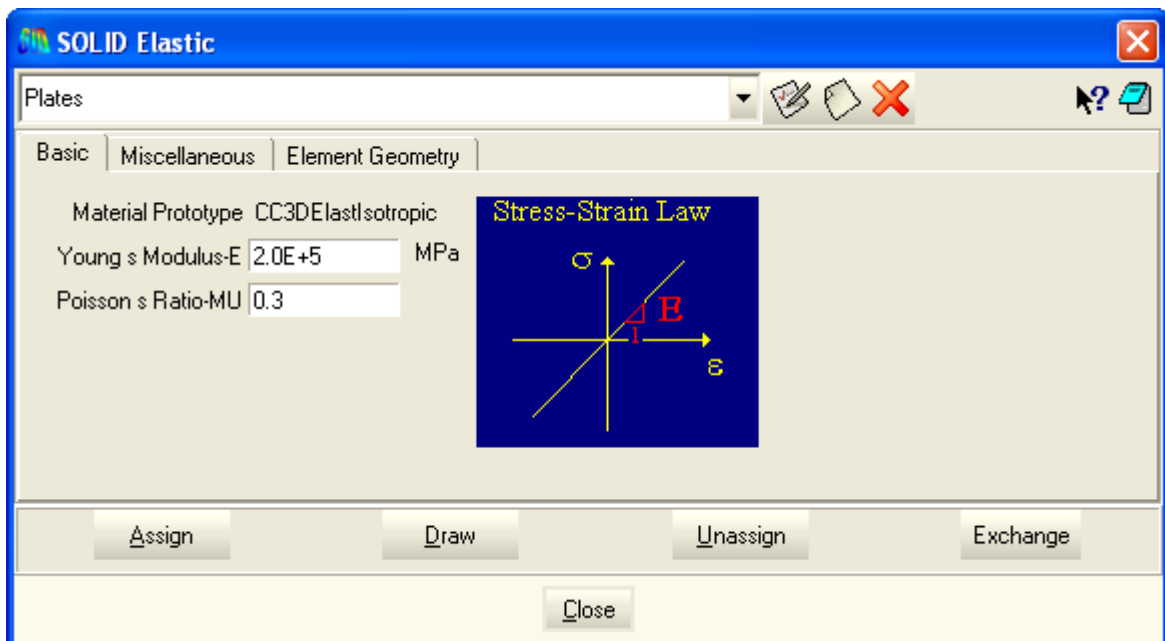 SOLID Elastic
Plates
Basic Miscellaneous Element Geometry
Material Prototype CC3DElastIsotropic
Young s Modulus-E 2.0E+5 MPa
Poisson s Ratio-MU 0.3
Stress-Strain Law
σ
E
1
ε
Assign Draw Unassign Exchange
Close